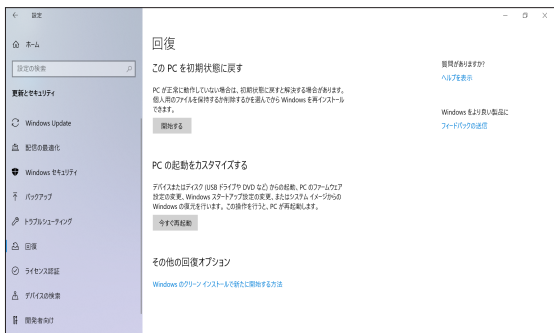 設定
ホーム
設定の検索
更新とセキュリティ
Windows Update
配信の最適化
Windows セキュリティ
バックアップ
トラブルシューティング
回復
ライセンス認証
デバイスの検索
開発者向け
回復
この PC を初期状態に戻す
PC が正常に動作していない場合は、初期状態に戻すと解決する場合があります。
個人用のファイルを保持するか削除するかを選んでから Windows を再インストール
できます。
開始する
PC の起動をカスタマイズする
デバイスまたはディスク (USB ドライブや DVD など) からの起動、PC のファームウェア
設定の変更、Windows スタートアップ設定の変更、またはシステム イメージからの
Windows の復元を行います。この操作を行うと、PC が再起動します。
今すぐ再起動
その他の回復オプション
Windows のクリーン インストールで新たに開始する方法
質問がありますか?
ヘルプを表示
Windows をより良い製品に
フィードバックの送信